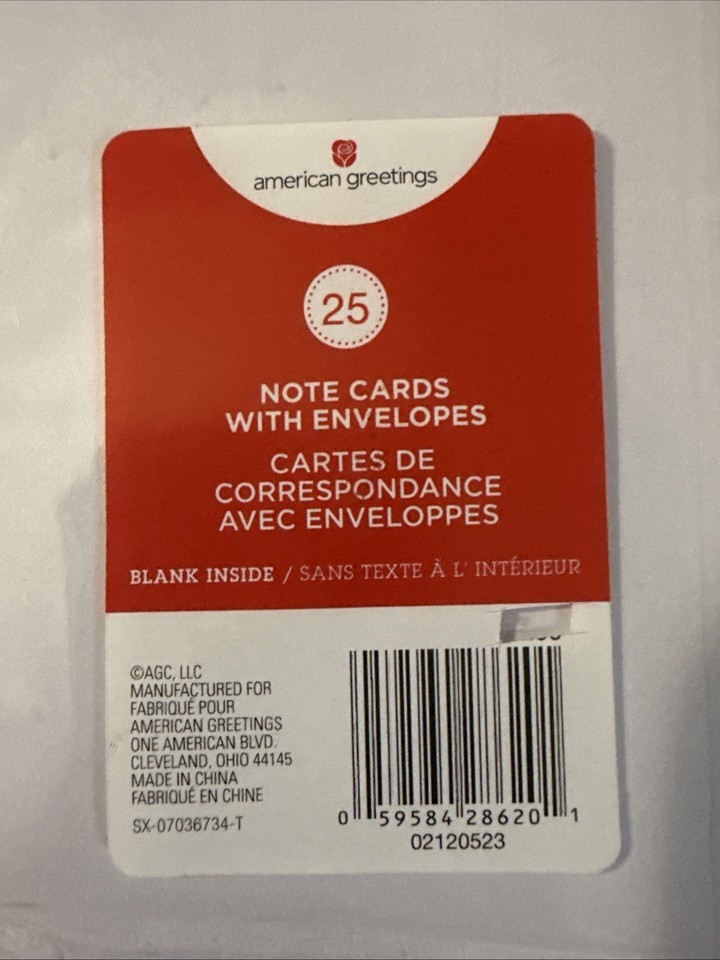 american greetings
25
NOTE CARDS
WITH ENVELOPES
CARTES DE
CORRESPONDANCE
AVEC ENVELOPPES
BLANK INSIDE / SANS TEXTE À L' INTÉRIEUR
©AGC, LLC
MANUFACTURED FOR
FABRIQUÉ POUR
AMERICAN GREETINGS
ONE AMERICAN BLVD.
CLEVELAND, OHIO 44145
MADE IN CHINA
FABRIQUÉ EN CHINE
SX-07036734-T
0 59584 28620 1
02120523